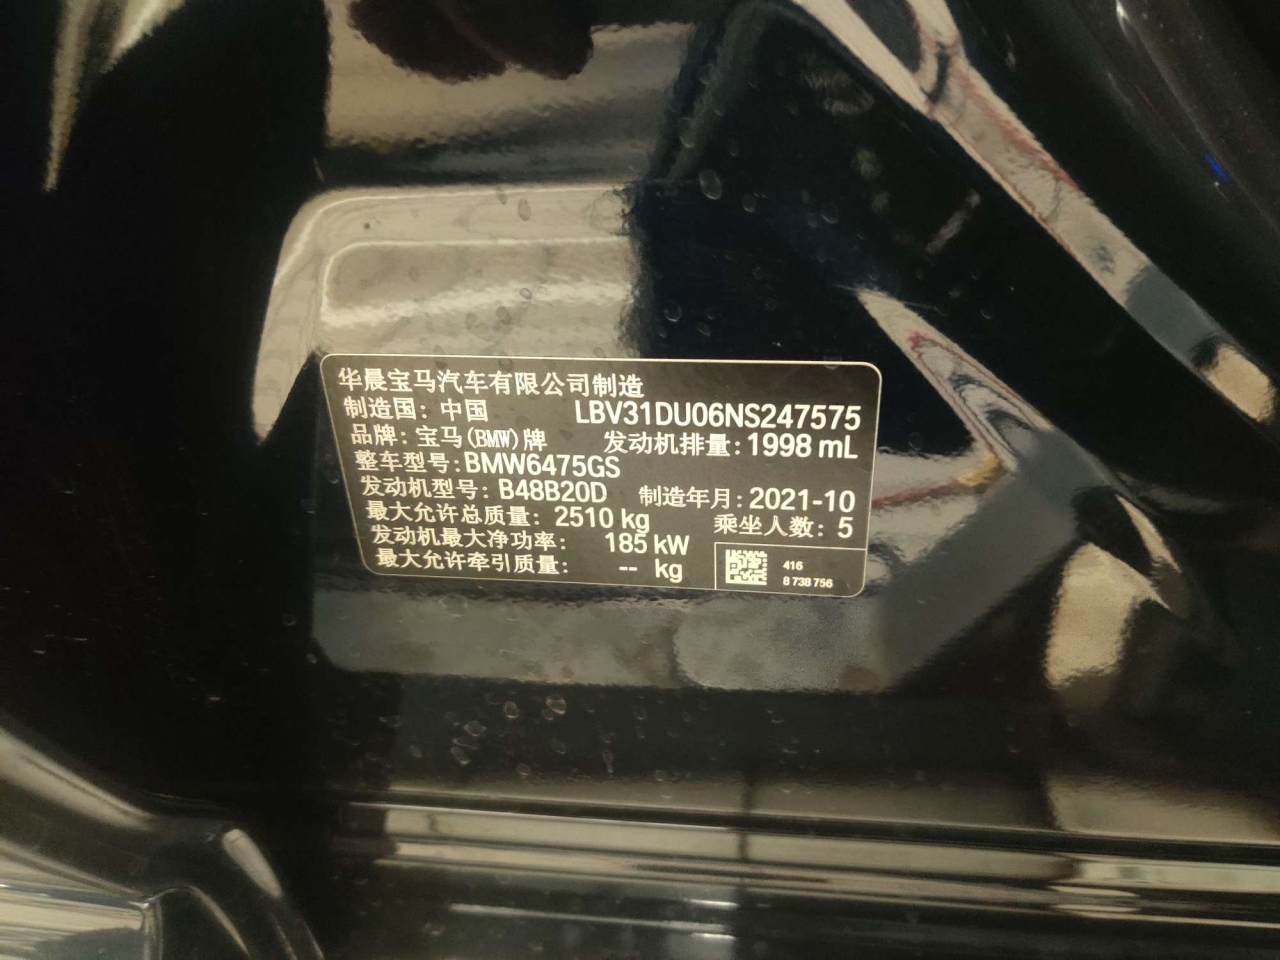 华晨宝马汽车有限公司制造
制造国：中国 LBV31DU06NS247575
品牌：宝马(BMW)牌 发动机排量：1998 mL
整车型号：BMW6475GS
发动机型号：B48B20D 制造年月：2021-10
最大允许总质量：2510 kg 乘坐人数：5
发动机最大净功率：185 kW
最大允许牵引质量：-- kg
416
8 738 756